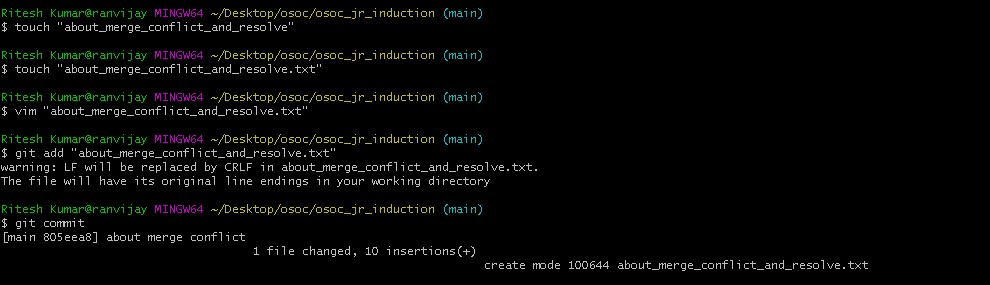 Ritesh Kumar@ranvijay MINGW64 ~/Desktop/osoc/osoc_jr_induction (main)
$ touch "about_merge_conflict_and_resolve"
Ritesh Kumar@ranvijay MINGW64 ~/Desktop/osoc/osoc_jr_induction (main)
$ touch "about_merge_conflict_and_resolve.txt"
Ritesh Kumar@ranvijay MINGW64 ~/Desktop/osoc/osoc_jr_induction (main)
$ vim "about_merge_conflict_and_resolve.txt"
Ritesh Kumar@ranvijay MINGW64 ~/Desktop/osoc/osoc_jr_induction (main)
$ git add "about_merge_conflict_and_resolve.txt"
warning: LF will be replaced by CRLF in about_merge_conflict_and_resolve.txt.
The file will have its original line endings in your working directory
Ritesh Kumar@ranvijay MINGW64 ~/Desktop/osoc/osoc_jr_induction (main)
$ git commit
[main 805eea8] about merge conflict
1 file changed, 10 insertions(+)
create mode 100644 about_merge_conflict_and_resolve.txt